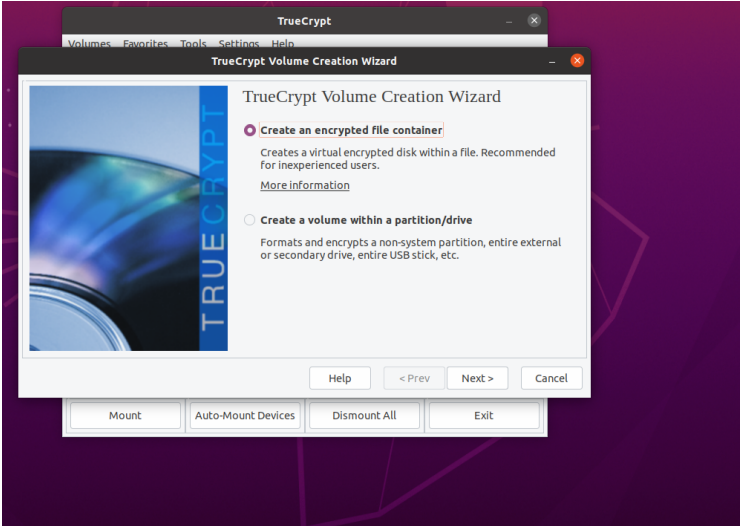 TrueCrypt
Volumes Favorites Tools Settings Help
TrueCrypt Volume Creation Wizard
TrueCrypt Volume Creation Wizard
TRUECRYPT
Create an encrypted file container
Creates a virtual encrypted disk within a file. Recommended
for inexperienced users.
More information
Create a volume within a partition/drive
Formats and encrypts a non-system partition, entire external
or secondary drive, entire USB stick, etc.
Help < Prev Next > Cancel
Mount Auto-Mount Devices Dismount All Exit